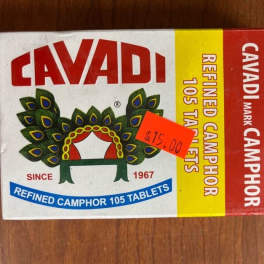 CAVADI
®
SINCE 1967
REFINED CAMPHOR 105 TABLETS
$15.00
REFINED CAMPHOR
105 TABLETS
CAVADI MARK CAMPHOR